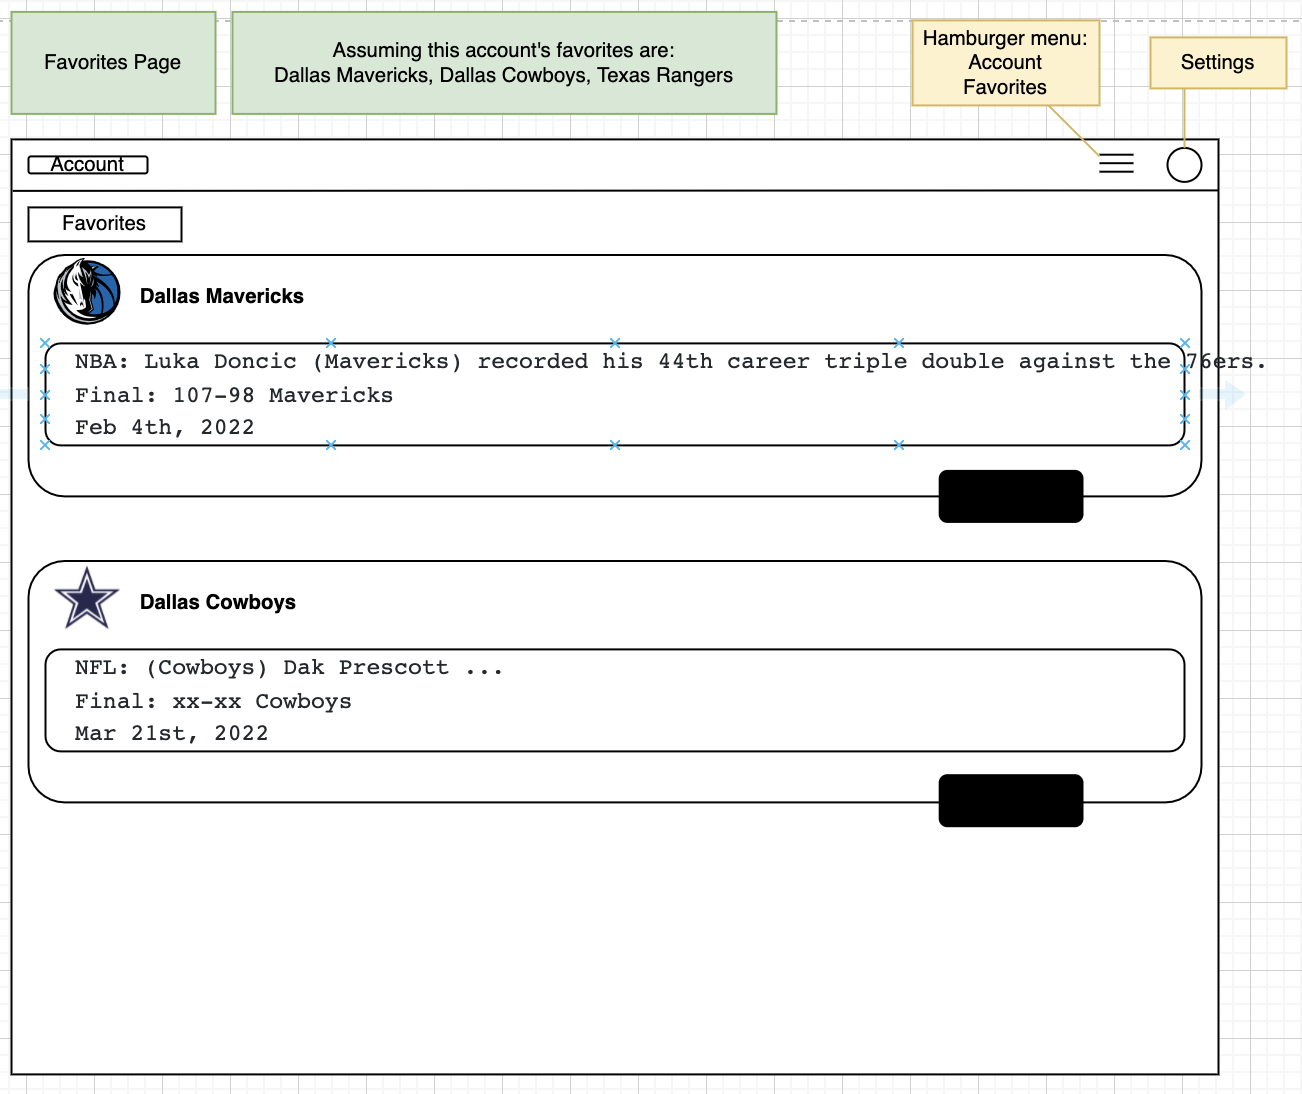 Favorites Page
Assuming this account's favorites are:
Dallas Mavericks, Dallas Cowboys, Texas Rangers
Hamburger menu:
Account
Favorites
Settings
Account
Favorites
Dallas Mavericks
NBA: Luka Doncic (Mavericks) recorded his 44th career triple double against the 76ers.
Final: 107-98 Mavericks
Feb 4th, 2022
Dallas Cowboys
NFL: (Cowboys) Dak Prescott ...
Final: xx-xx Cowboys
Mar 21st, 2022